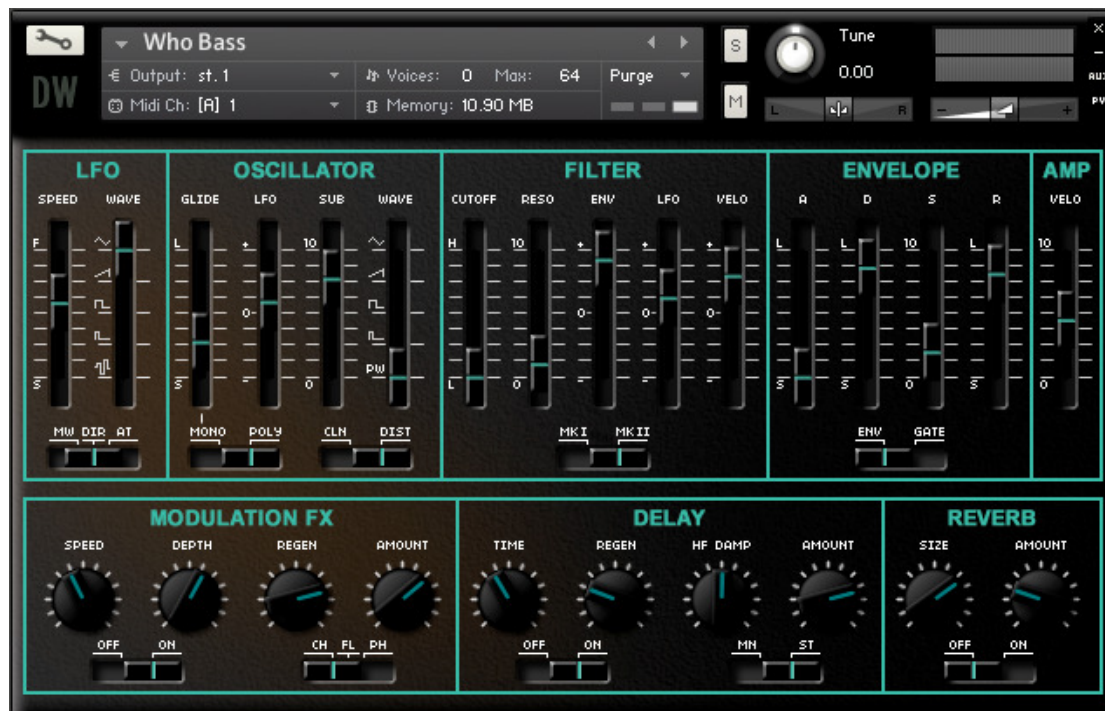 Who Bass
S
Tune
0.00
DW
Output: st.1
Voices: 0 Max: 64
Purge
AUX
Midi Ch: [A] 1
Memory: 10.90 MB
M
L R
- +
PV
LFO OSCILLATOR FILTER ENVELOPE AMP
SPEED WAVE GLIDE LFO SUB WAVE CUTOFF RESO ENV LFO VELO A D S R VELO
F L + 10 H 10 + + + L L 10 L 10
0- 0- 0- 0-
PW
S S - 0 L 0 - - - S S 0 S 0
MW DIR AT MONO POLY CLN DIST MKI MKII ENV GATE
MODULATION FX DELAY REVERB
SPEED DEPTH REGEN AMOUNT TIME REGEN HF DAMP AMOUNT SIZE AMOUNT
OFF ON CH FL PH OFF ON MN ST OFF ON